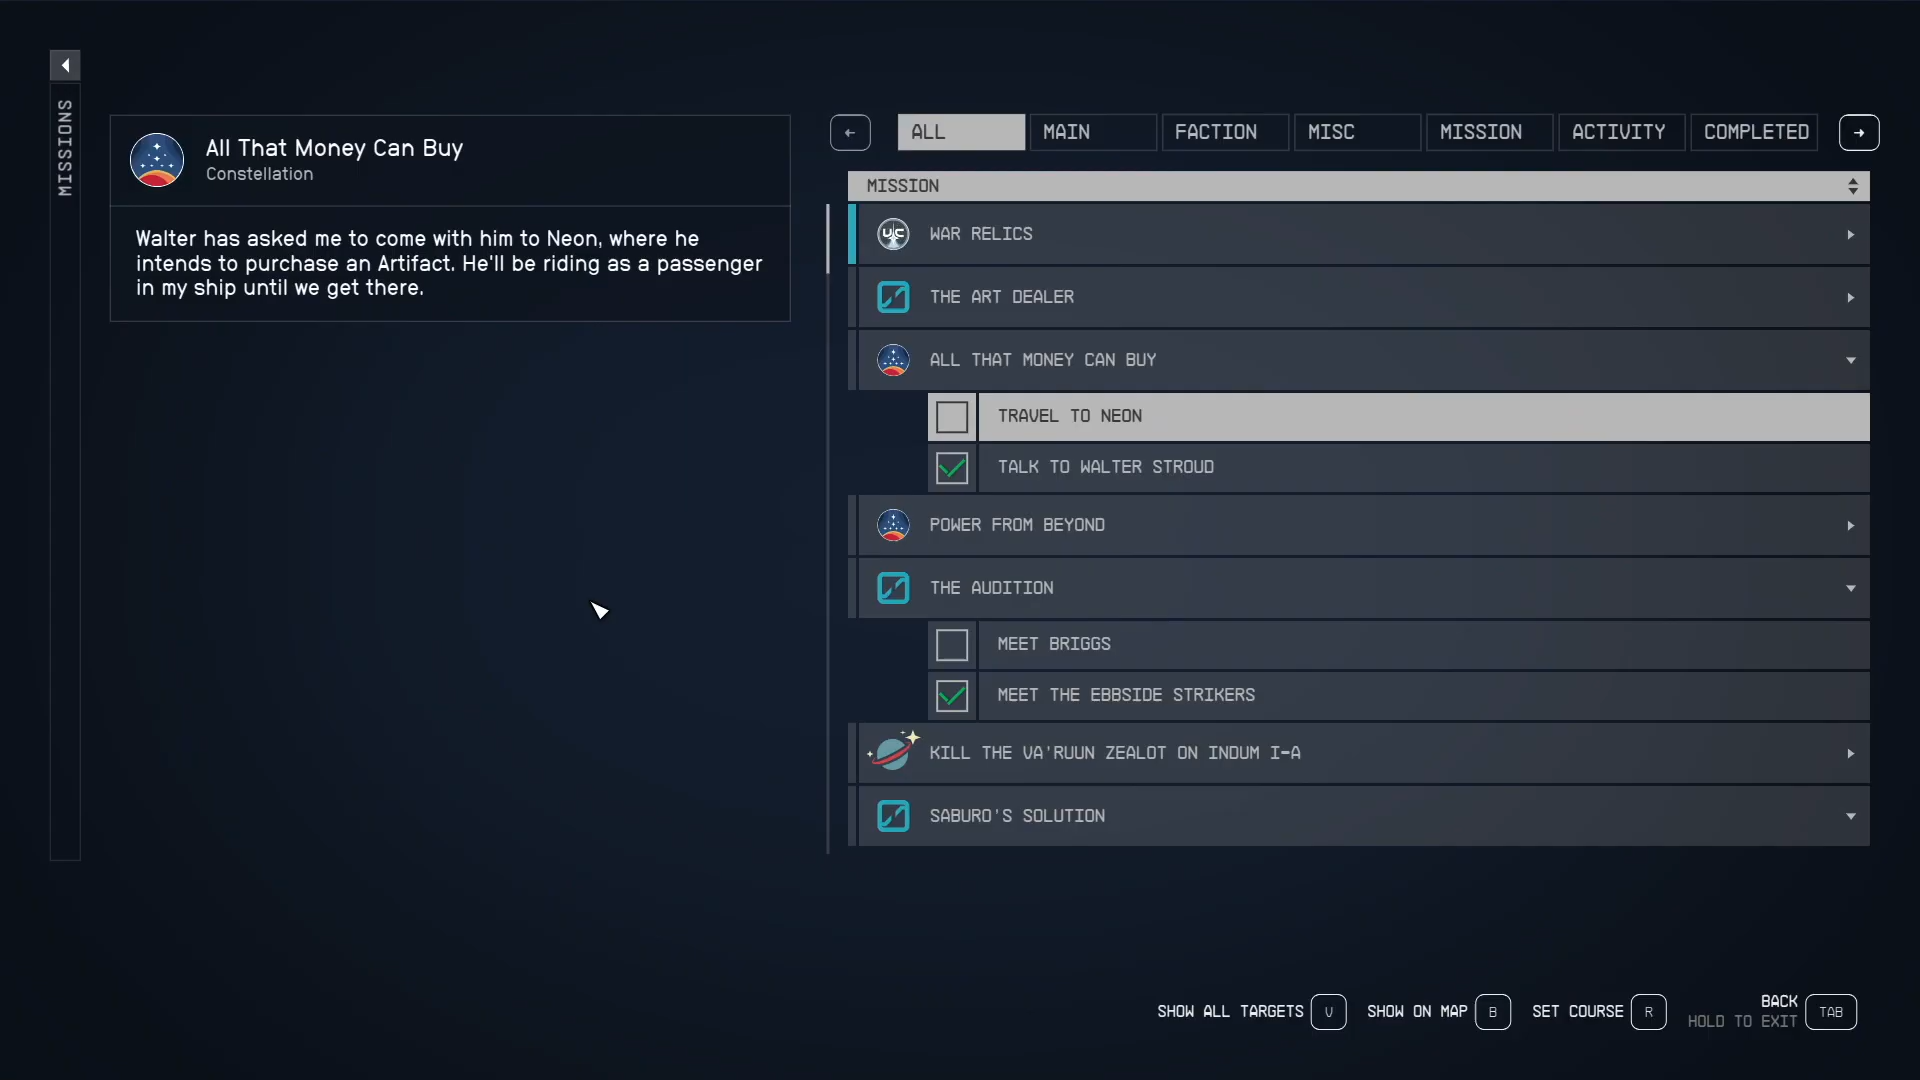 MISSIONS
All That Money Can Buy
Constellation
Walter has asked me to come with him to Neon, where he
intends to purchase an Artifact. He'll be riding as a passenger
in my ship until we get there.
ALL
MAIN
FACTION
MISC
MISSION
ACTIVITY
COMPLETED
MISSION
UC
WAR RELICS
THE ART DEALER
ALL THAT MONEY CAN BUY
TRAVEL TO NEON
TALK TO WALTER STROUD
POWER FROM BEYOND
THE AUDITION
MEET BRIGGS
MEET THE EBBSIDE STRIKERS
KILL THE VA'RUUN ZEALOT ON INDUM I-A
SABURO'S SOLUTION
SHOW ALL TARGETS V
SHOW ON MAP B
SET COURSE R
BACK
HOLD TO EXIT
TAB